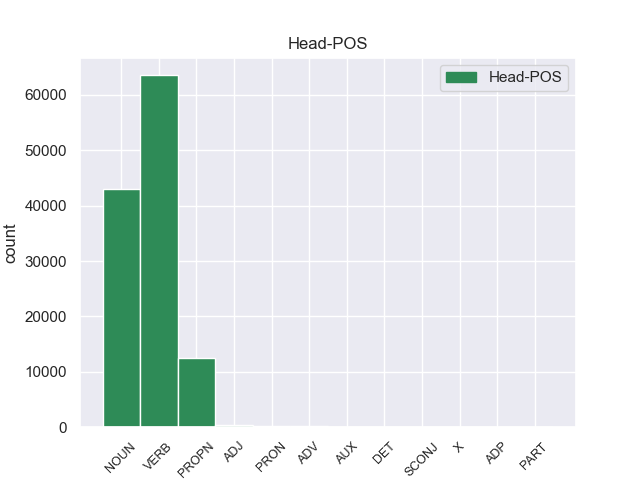 Head-POS
Head-POS
60000
50000
40000
30000
20000
10000
0
count
NOUN
VERB
PROPN
ADJ
PRON
ADV
AUX
DET
SCONJ
X
ADP
PART